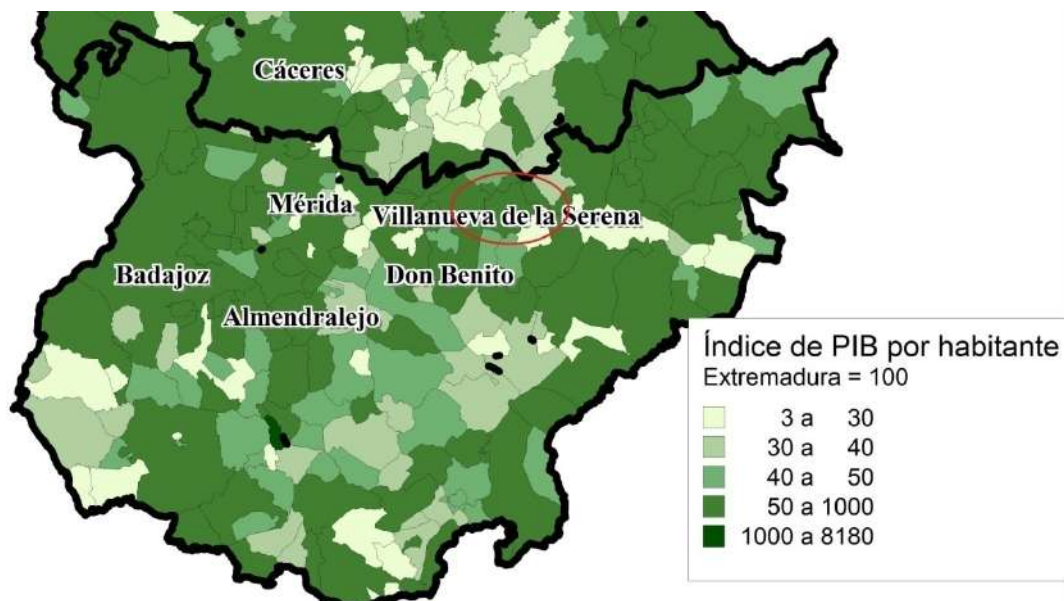 Cáceres
Mérida
Villanueva de la Serena
Badajoz
Don Benito
Almendralejo
Índice de PIB por habitante
Extremadura = 100
3 a 30
30 a 40
40 a 50
50 a 1000
1000 a 8180